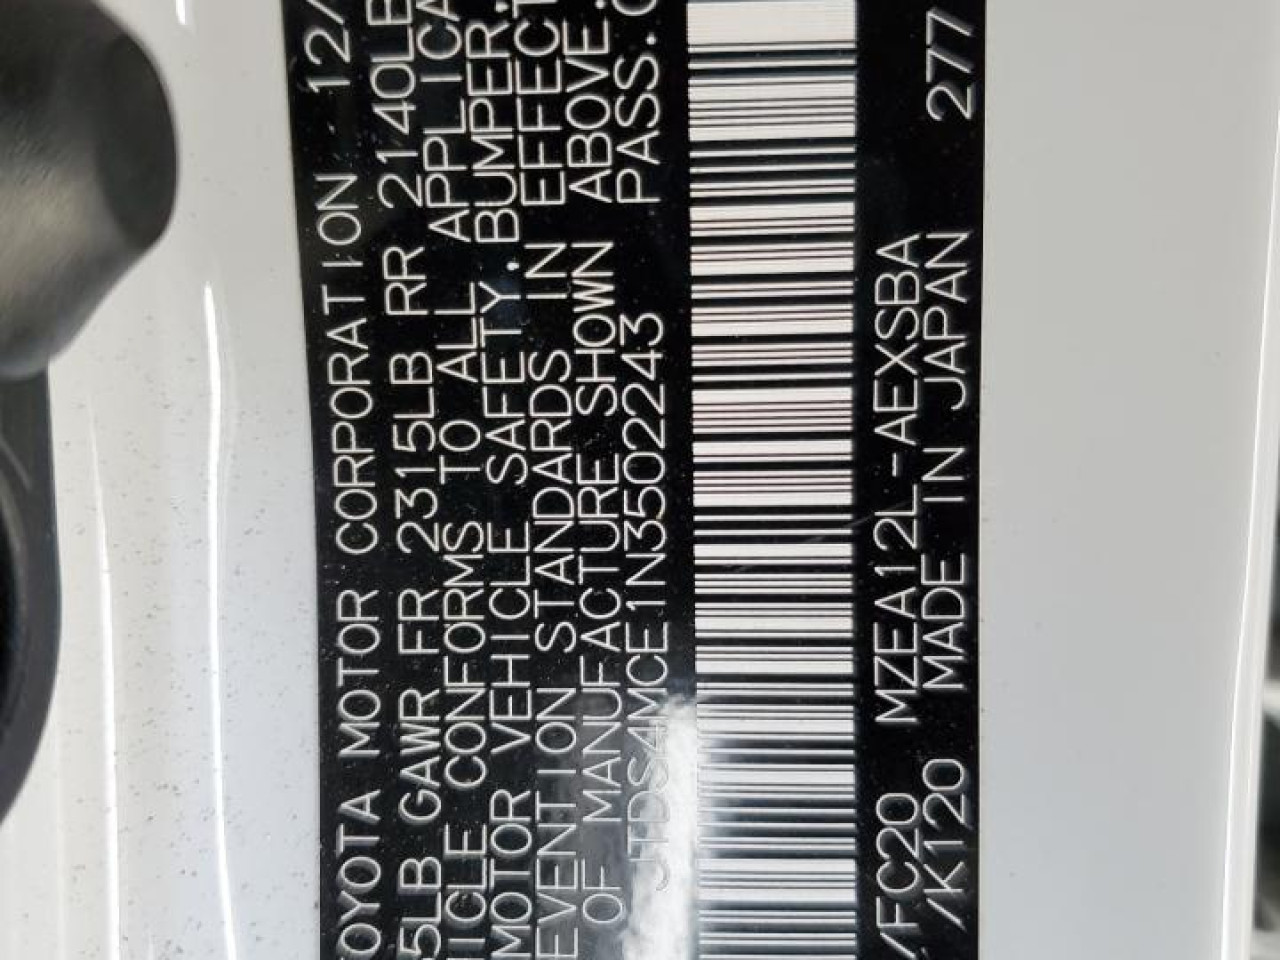 TOYOTA MOTOR CORPORATION 12/
5LB GAWR FR 2315LB RR 2140LB
ICLE CONFORMS TO ALL APPLICA
MOTOR VEHICLE SAFETY, BUMPER,
EVENTION STANDARDS IN EFFECT
OF MANUFACTURE SHOWN ABOVE.
JTDS4MCE1N3502243 PASS.C
/FC20 MZEA12L-AEXSBA
/K120 MADE IN JAPAN 277